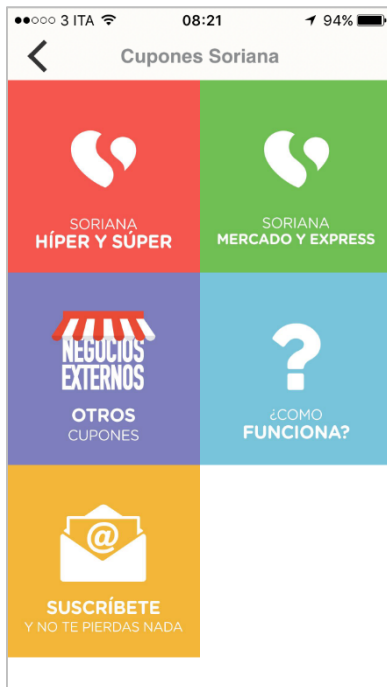 3 ITA 08:21 94%
Cupones Soriana
SORIANA
HÍPER Y SÚPER
SORIANA
MERCADO Y EXPRESS
NEGOCIOS
EXTERNOS
OTROS
CUPONES
?
¿COMO
FUNCIONA?
@
SUSCRÍBETE
Y NO TE PIERDAS NADA